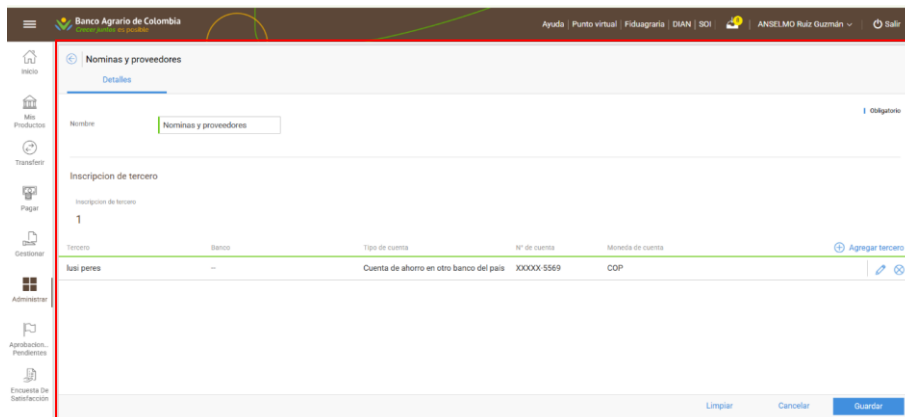 Banco Agrario de Colombia
Crecer juntos es posible
Ayuda | Punto virtual | Fiduagraria | DIAN | SOI | ANSELMO Ruiz Guzmán | Salir
Inicio
Mis
Productos
Transferir
Pagar
Gestionar
Administrar
Aprobacion...
Pendientes
Encuesta De
Satisfacción
Nominas y proveedores
Detalles
Obligatorio
Nombre Nominas y proveedores
Inscripcion de tercero
Inscripcion de tercero
1
Tercero Banco Tipo de cuenta N° de cuenta Moneda de cuenta Agregar tercero
lusi peres -- Cuenta de ahorro en otro banco del país XXXXX-5569 COP
Limpiar Cancelar Guardar